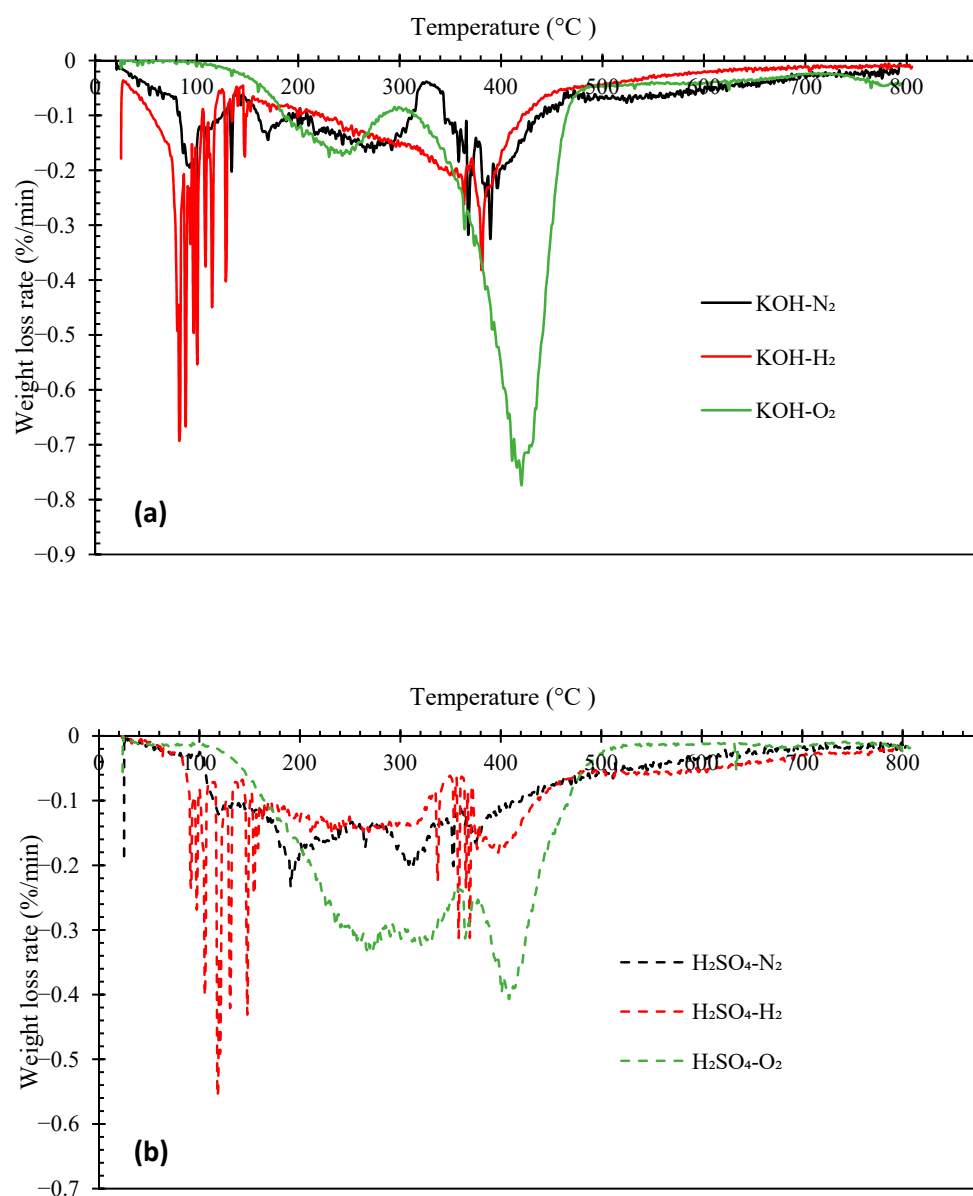 Temperature (°C )
0
0 100 200 300 400 500 600 700 800
−0.1
−0.2
−0.3
−0.4
−0.5
−0.6
−0.7
−0.8
−0.9
Weight loss rate (%/min)
KOH-N₂
KOH-H₂
KOH-O₂
(a)
Temperature (°C )
0
0 100 200 300 400 500 600 700 800
−0.1
−0.2
−0.3
−0.4
−0.5
−0.6
−0.7
Weight loss rate (%/min)
H₂SO₄-N₂
H₂SO₄-H₂
H₂SO₄-O₂
(b)